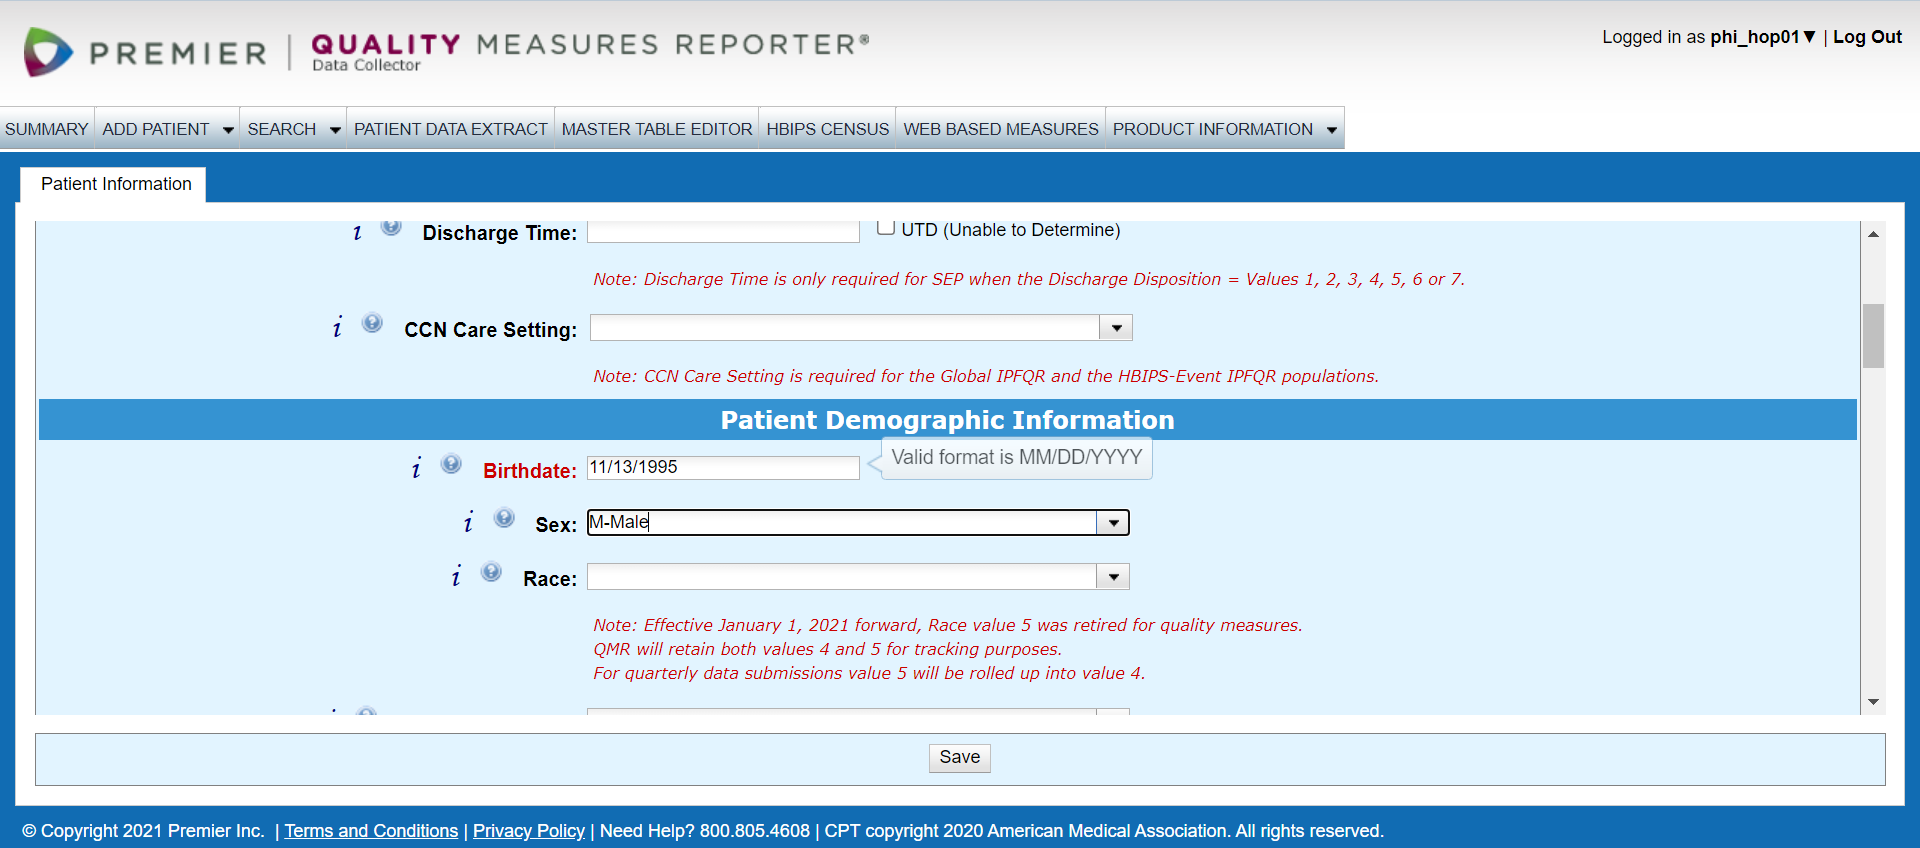 PREMIER | QUALITY MEASURES REPORTER®
Data Collector
Logged in as phi_hop01▼ | Log Out
SUMMARY ADD PATIENT SEARCH PATIENT DATA EXTRACT MASTER TABLE EDITOR HBIPS CENSUS WEB BASED MEASURES PRODUCT INFORMATION
Patient Information
i ? Discharge Time: UTD (Unable to Determine)
Note: Discharge Time is only required for SEP when the Discharge Disposition = Values 1, 2, 3, 4, 5, 6 or 7.
i ? CCN Care Setting:
Note: CCN Care Setting is required for the Global IPFQR and the HBIPS-Event IPFQR populations.
Patient Demographic Information
i ? Birthdate: 11/13/1995 Valid format is MM/DD/YYYY
i ? Sex: M-Male
i ? Race:
Note: Effective January 1, 2021 forward, Race value 5 was retired for quality measures.
QMR will retain both values 4 and 5 for tracking purposes.
For quarterly data submissions value 5 will be rolled up into value 4.
Save
© Copyright 2021 Premier Inc. | Terms and Conditions | Privacy Policy | Need Help? 800.805.4608 | CPT copyright 2020 American Medical Association. All rights reserved.